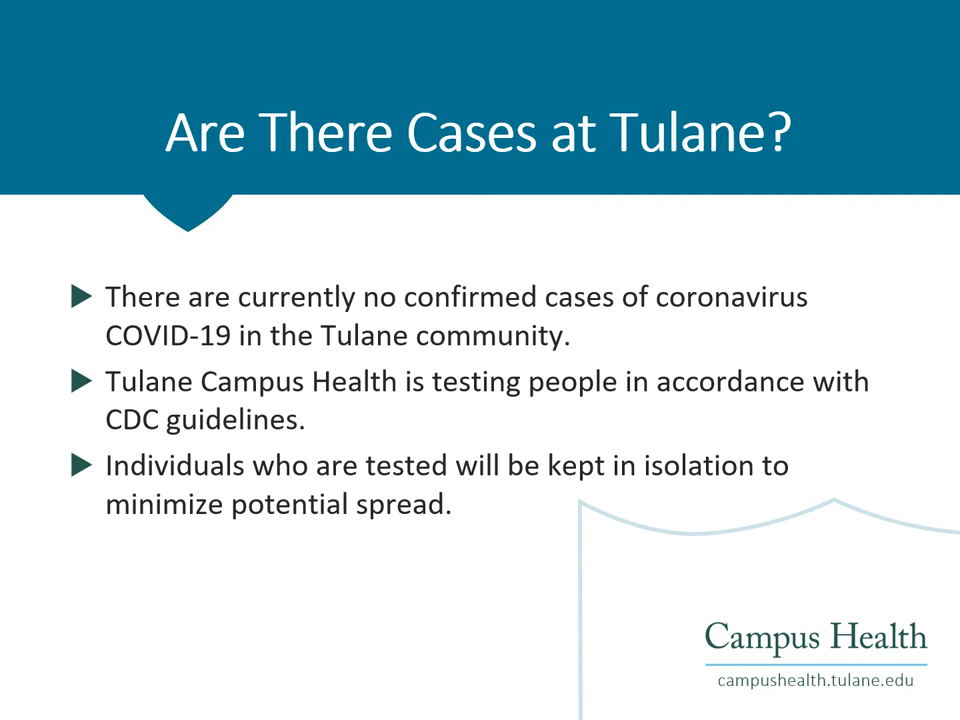 Are There Cases at Tulane?
There are currently no confirmed cases of coronavirus
COVID-19 in the Tulane community.
Tulane Campus Health is testing people in accordance with
CDC guidelines.
Individuals who are tested will be kept in isolation to
minimize potential spread.
Campus Health
campushealth.tulane.edu